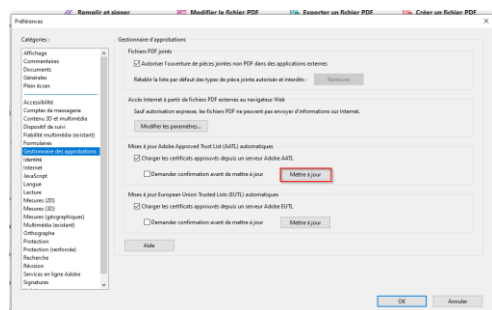 Remplir et signer
Modifier le fichier PDF
Exporter un fichier PDF
Créer un fichier PDF
Préférences
Catégories :
Affichage
Commentaires
Documents
Générales
Plein écran
Accessibilité
Comptes de messagerie
Contenu 3D et multimédia
Dispositif de suivi
Fiabilité multimédia (existant)
Formulaires
Gestionnaire des approbations
Identité
Internet
JavaScript
Langue
Lecture
Mesures (2D)
Mesures (3D)
Mesures (géographiques)
Multimédia (existant)
Orthographe
Protection
Protection (renforcée)
Recherche
Révision
Services en ligne Adobe
Signatures
Gestionnaire d'approbations
Fichiers PDF joints
Autoriser l'ouverture de pièces jointes non PDF dans des applications externes
Rétablir la liste par défaut des types de pièce jointe autorisés et interdits :
Restaurer
Accès Internet à partir de fichiers PDF externes au navigateur Web
Sauf autorisation expresse, les fichiers PDF ne peuvent pas envoyer d'informations sur Internet.
Modifier les paramètres...
Mises à jour Adobe Approved Trust List (AATL) automatiques
Charger les certificats approuvés depuis un serveur Adobe AATL
Demander confirmation avant de mettre à jour
Mettre à jour
Mises à jour European Union Trusted Lists (EUTL) automatiques
Charger les certificats approuvés depuis un serveur Adobe EUTL
Demander confirmation avant de mettre à jour
Mettre à jour
Aide
OK
Annuler